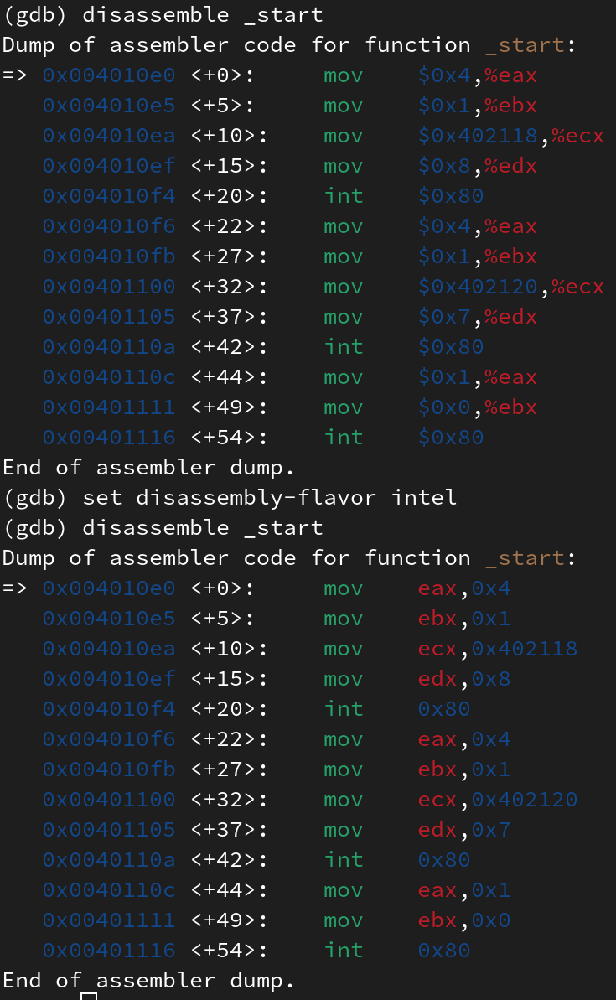 (gdb) disassemble _start
Dump of assembler code for function _start:
=> 0x004010e0 <+0>:     mov    $0x4,%eax
   0x004010e5 <+5>:     mov    $0x1,%ebx
   0x004010ea <+10>:    mov    $0x402118,%ecx
   0x004010ef <+15>:    mov    $0x8,%edx
   0x004010f4 <+20>:    int    $0x80
   0x004010f6 <+22>:    mov    $0x4,%eax
   0x004010fb <+27>:    mov    $0x1,%ebx
   0x00401100 <+32>:    mov    $0x402120,%ecx
   0x00401105 <+37>:    mov    $0x7,%edx
   0x0040110a <+42>:    int    $0x80
   0x0040110c <+44>:    mov    $0x1,%eax
   0x00401111 <+49>:    mov    $0x0,%ebx
   0x00401116 <+54>:    int    $0x80
End of assembler dump.
(gdb) set disassembly-flavor intel
(gdb) disassemble _start
Dump of assembler code for function _start:
=> 0x004010e0 <+0>:     mov    eax,0x4
   0x004010e5 <+5>:     mov    ebx,0x1
   0x004010ea <+10>:    mov    ecx,0x402118
   0x004010ef <+15>:    mov    edx,0x8
   0x004010f4 <+20>:    int    0x80
   0x004010f6 <+22>:    mov    eax,0x4
   0x004010fb <+27>:    mov    ebx,0x1
   0x00401100 <+32>:    mov    ecx,0x402120
   0x00401105 <+37>:    mov    edx,0x7
   0x0040110a <+42>:    int    0x80
   0x0040110c <+44>:    mov    eax,0x1
   0x00401111 <+49>:    mov    ebx,0x0
   0x00401116 <+54>:    int    0x80
End of assembler dump.